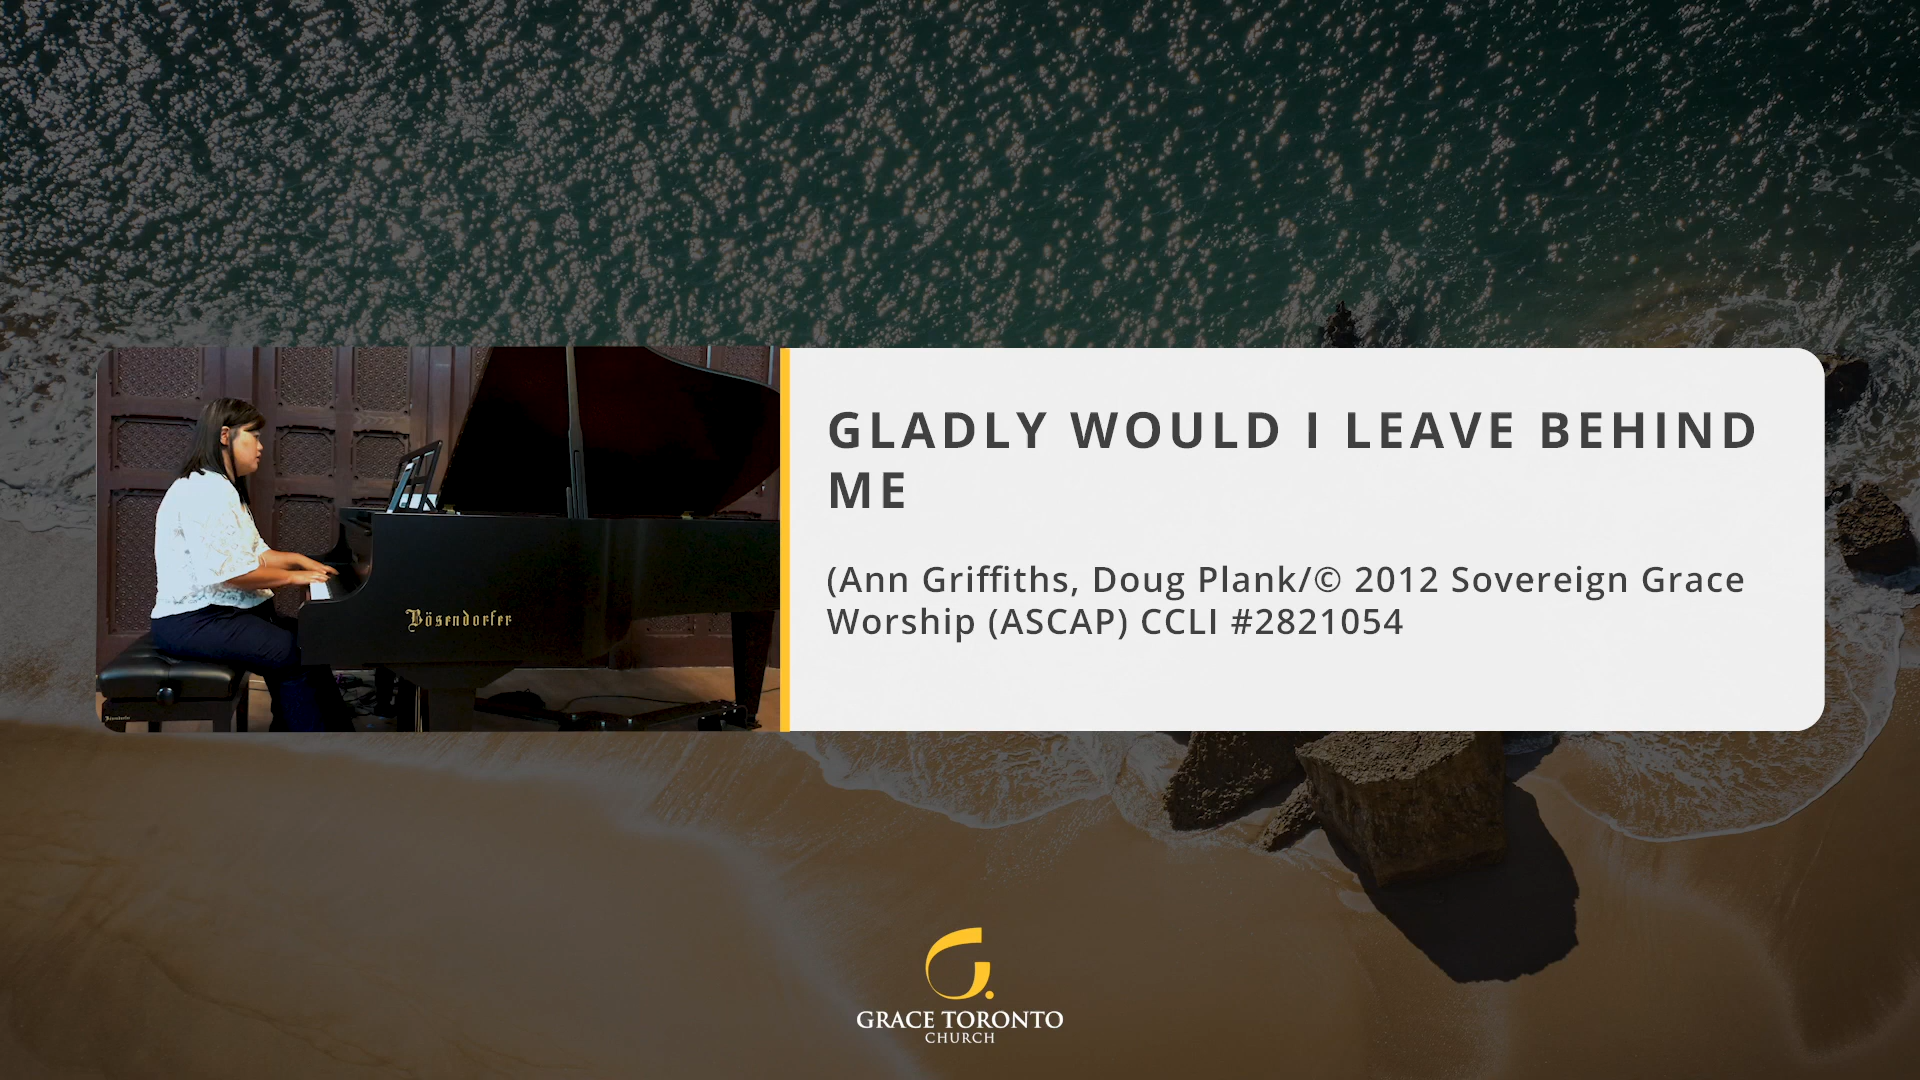 GLADLY WOULD I LEAVE BEHIND
ME
(Ann Griffiths, Doug Plank/© 2012 Sovereign Grace
Worship (ASCAP) CCLI #2821054
Bösendorfer
Bösendorfer
GRACE TORONTO
CHURCH